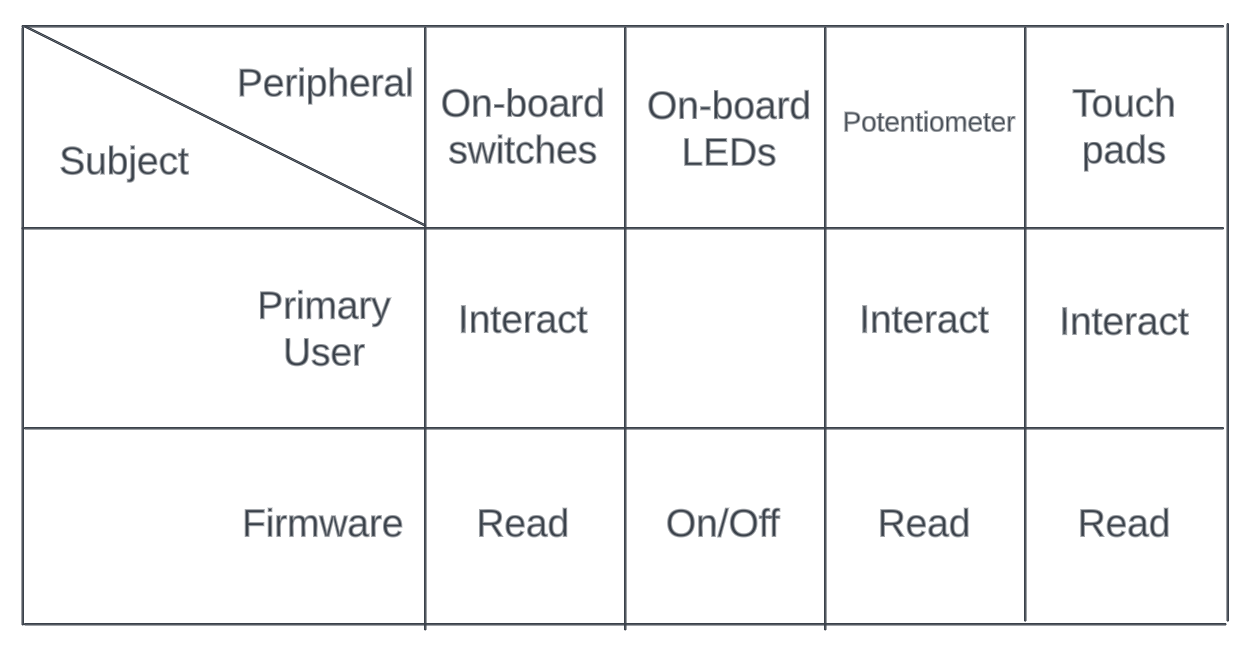 Peripheral
Subject
On-board
switches
On-board
LEDs
Potentiometer
Touch
pads
Primary
User
Interact
Interact
Interact
Firmware
Read
On/Off
Read
Read